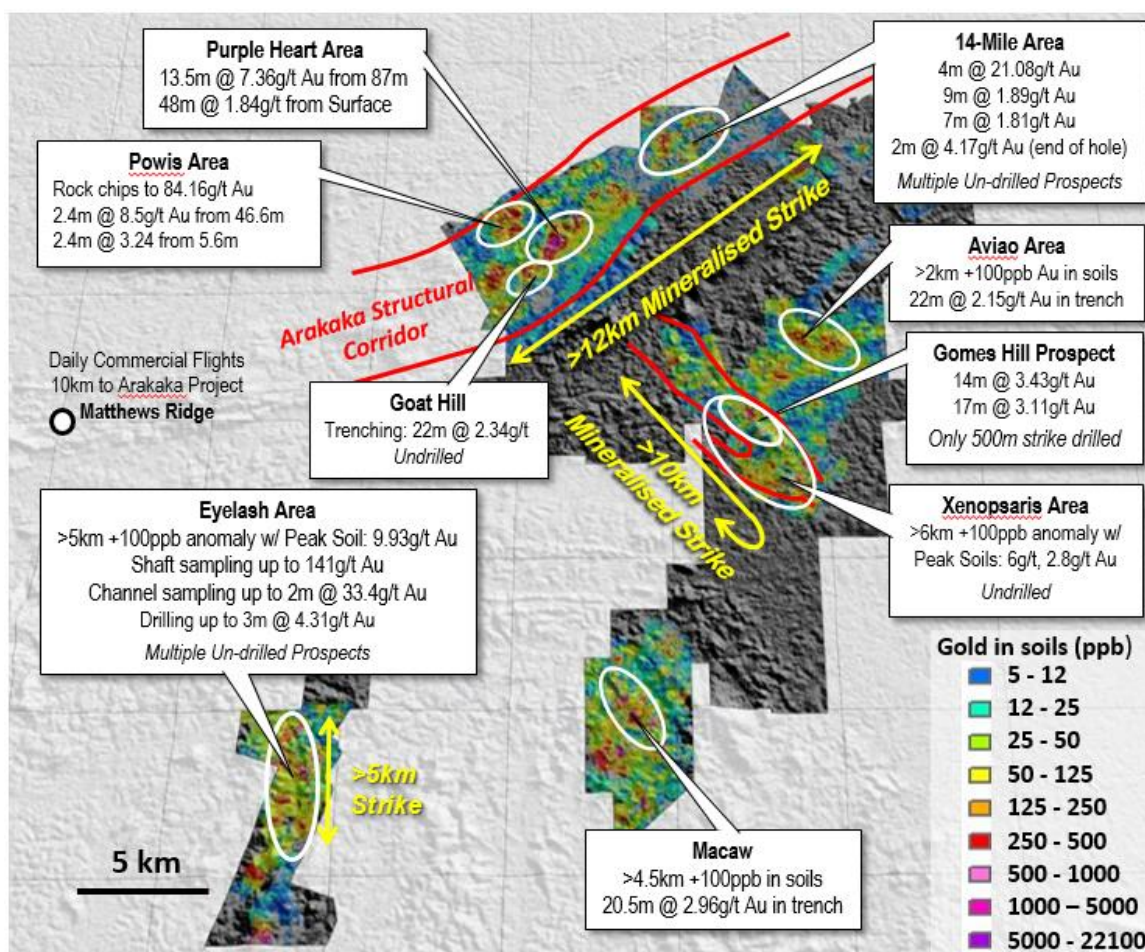 Purple Heart Area
13.5m @ 7.36g/t Au from 87m
48m @ 1.84g/t from Surface
14-Mile Area
4m @ 21.08g/t Au
9m @ 1.89g/t Au
7m @ 1.81g/t Au
2m @ 4.17g/t Au (end of hole)
Multiple Un-drilled Prospects
Powis Area
Rock chips to 84.16g/t Au
2.4m @ 8.5g/t Au from 46.6m
2.4m @ 3.24 from 5.6m
Aviao Area
>2km +100ppb Au in soils
22m @ 2.15g/t Au in trench
Arakaka Structural
Corridor
>12km Mineralised Strike
Daily Commercial Flights
10km to Arakaka Project
Matthews Ridge
Goat Hill
Trenching: 22m @ 2.34g/t
Undrilled
Gomes Hill Prospect
14m @ 3.43g/t Au
17m @ 3.11g/t Au
Only 500m strike drilled
>10km
Mineralised Strike
Eyelash Area
>5km +100ppb anomaly w/ Peak Soil: 9.93g/t Au
Shaft sampling up to 141g/t Au
Channel sampling up to 2m @ 33.4g/t Au
Drilling up to 3m @ 4.31g/t Au
Multiple Un-drilled Prospects
Xenopsaris Area
>6km +100ppb anomaly w/
Peak Soils: 6g/t, 2.8g/t Au
Undrilled
>5km
Strike
5 km
Macaw
>4.5km +100ppb in soils
20.5m @ 2.96g/t Au in trench
Gold in soils (ppb)
5 - 12
12 - 25
25 - 50
50 - 125
125 - 250
250 - 500
500 - 1000
1000 – 5000
5000 - 22100